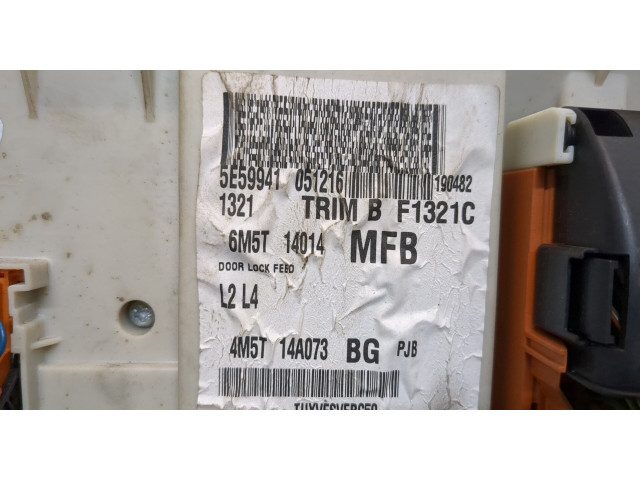 5E59941 051216 190482
1321 TRIM B F1321C
6M5T 14014 MFB
DOOR LOCK FEED
L2 L4
4M5T 14A073 BG PJB